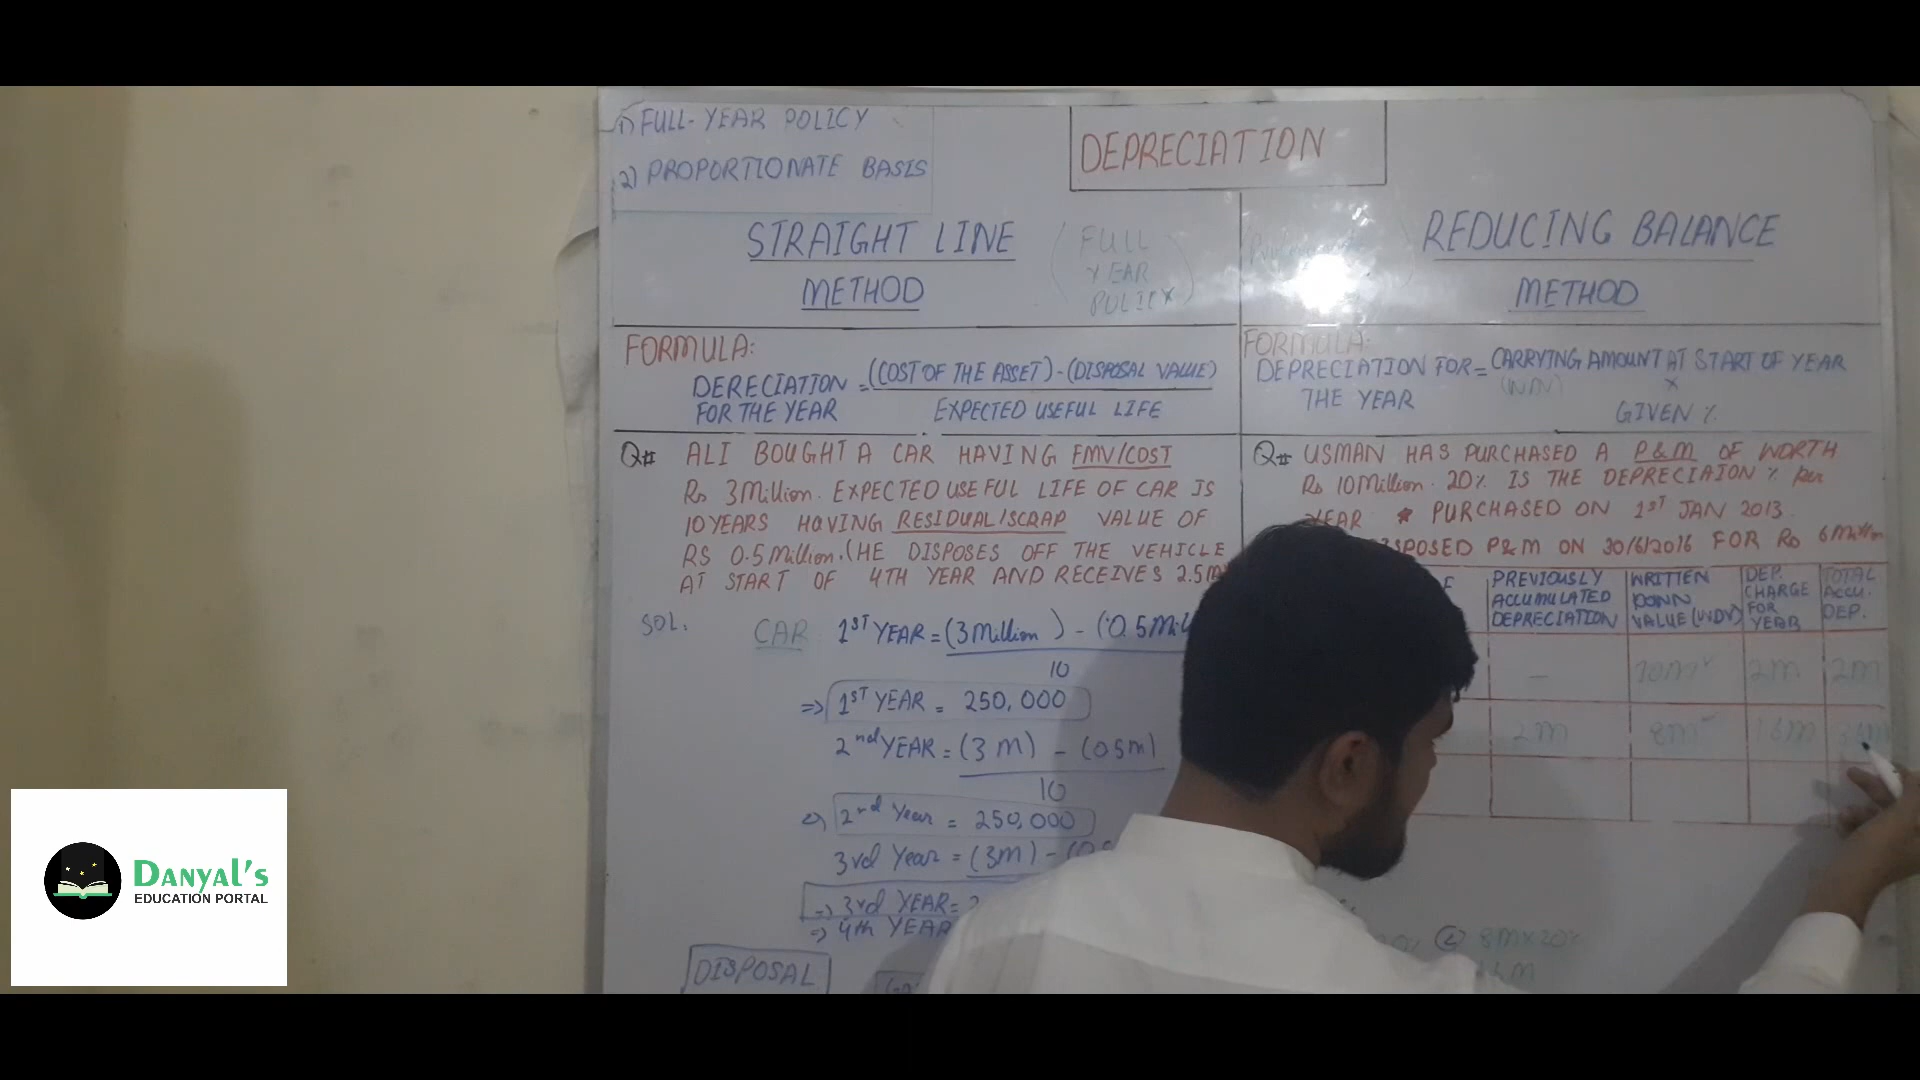 1) FULL-YEAR POLICY
2) PROPORTIONATE BASIS
DEPRECIATION
STRAIGHT LINE
METHOD
FULL
YEAR
POLICY
FORMULA:
DERECIATION = (COST OF THE ASSET) - (DISPOSAL VALUE)
FOR THE YEAR EXPECTED USEFUL LIFE
Q# ALI BOUGHT A CAR HAVING FMV/COST
Rs 3 Million. EXPECTED USEFUL LIFE OF CAR IS
10 YEARS HAVING RESIDUAL/SCRAP VALUE OF
RS 0.5 Million. (HE DISPOSES OFF THE VEHICLE
AT START OF 4TH YEAR AND RECEIVES 2.5
SOL: CAR 1ST YEAR = (3 Million) - (0.5
10
=> 1ST YEAR = 250,000
2nd YEAR = (3 m) - (0.5m)
10
=> 2nd Year = 250,000
3rd Year = (3m) -
=> 3rd YEAR =
=> 4th YEAR
DISPOSAL
REDUCING BALANCE
METHOD
FORMULA:
DEPRECIATION FOR = CARRYING AMOUNT AT START OF YEAR
THE YEAR
X
GIVEN %
Q# USMAN HAS PURCHASED A P&M OF WORTH
Rs 10 Million. 20% IS THE DEPRECIAION % per
YEAR * PURCHASED ON 1ST JAN 2013.
P&M ON 30/6/2016 FOR Rs 6 Million
PREVIOUSLY ACCUMULATED DEPRECIATION
WRITTEN DOWN VALUE (WDV)
DEP. CHARGE FOR YEAR
TOTAL ACCU. DEP.
- 10m 2m 2m
2m 8m 1.6m
② 8M X 20%
DANYAL'S
EDUCATION PORTAL